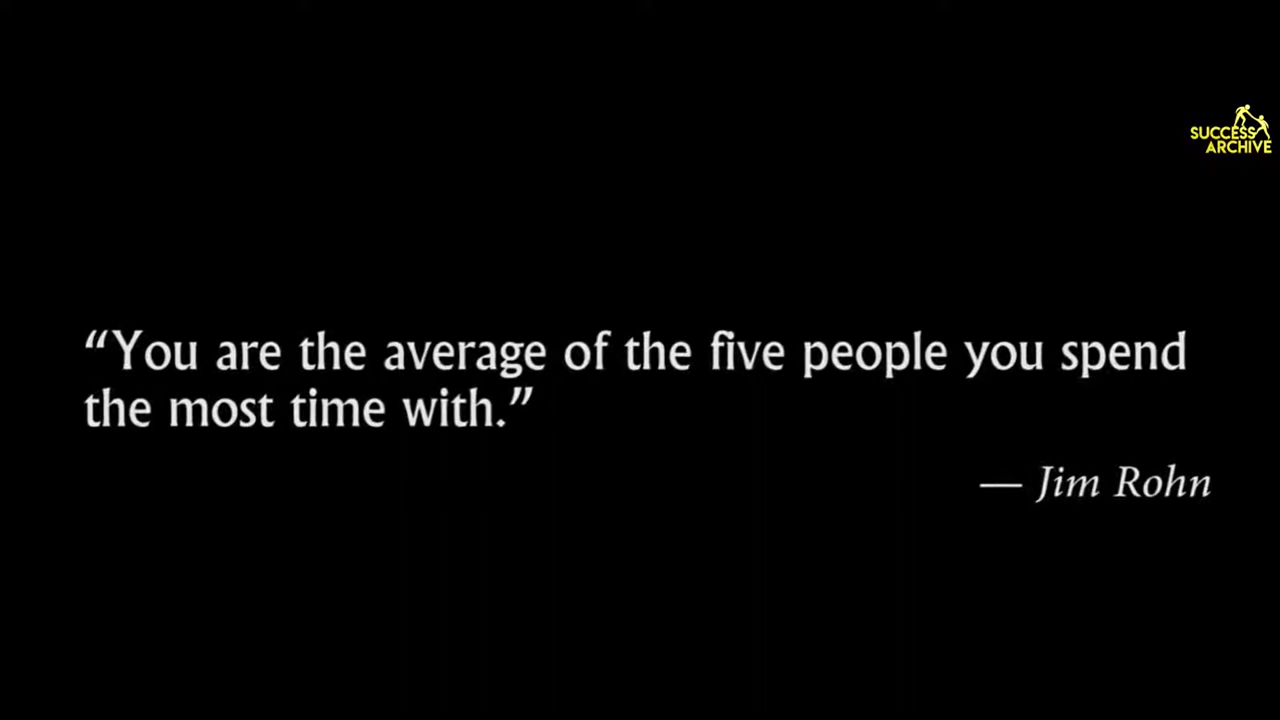 SUCCESS
ARCHIVE
“You are the average of the five people you spend
the most time with.”
— Jim Rohn